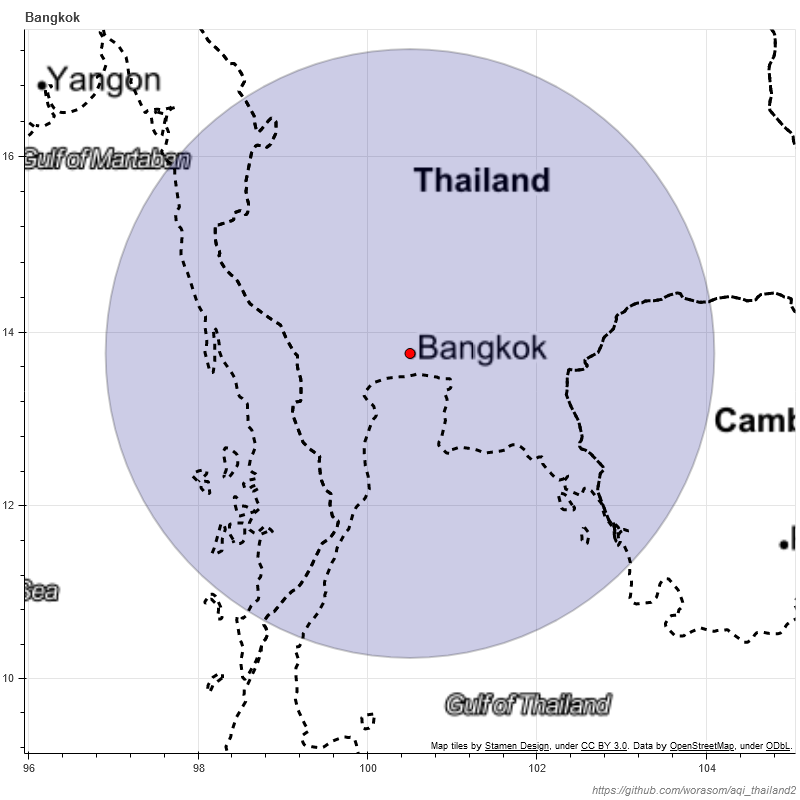 Bangkok
Yangon
Gulf of Martaban
16
Thailand
14
Bangkok
Camb
12
Sea
10
Gulf of Thailand
Map tiles by Stamen Design, under CC BY 3.0. Data by OpenStreetMap, under ODbL.
96 98 100 102 104
https://github.com/worasom/aqi_thailand2